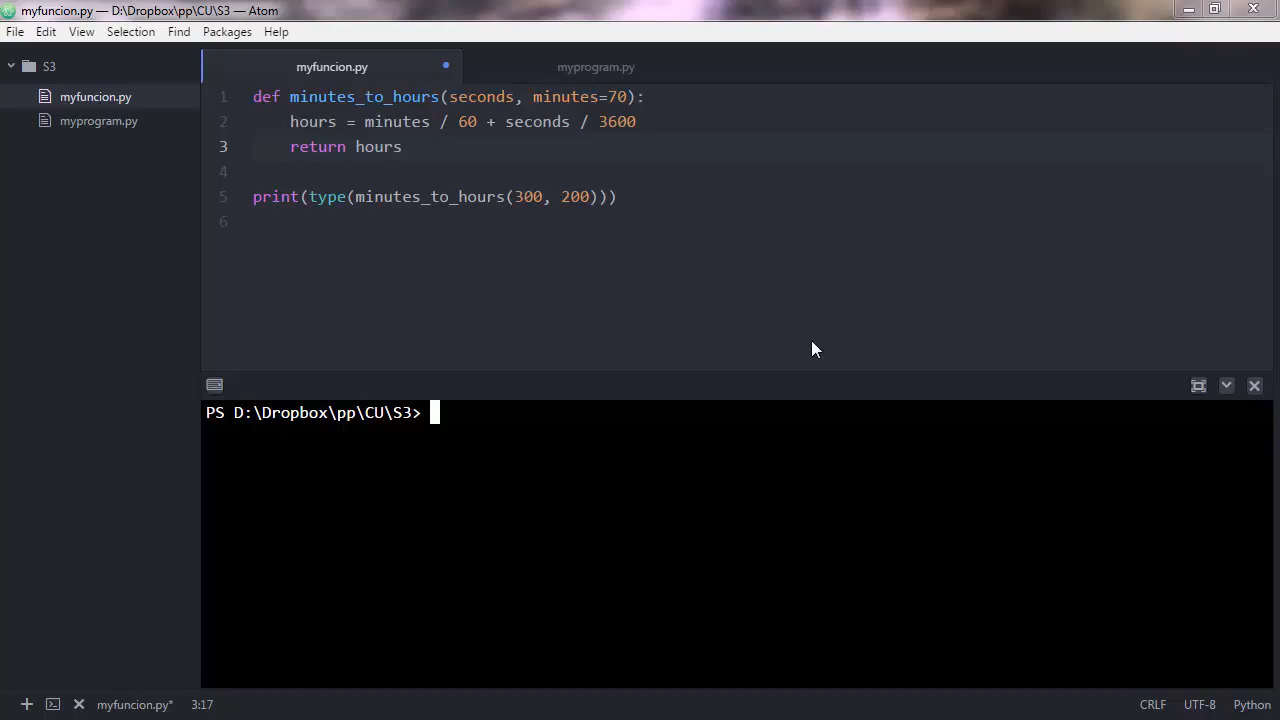 myfuncion.py — D:\Dropbox\pp\CU\S3 — Atom
File Edit View Selection Find Packages Help
S3
myfuncion.py
myprogram.py
myfuncion.py myprogram.py
1 def minutes_to_hours(seconds, minutes=70):
2 hours = minutes / 60 + seconds / 3600
3 return hours
4
5 print(type(minutes_to_hours(300, 200)))
6
PS D:\Dropbox\pp\CU\S3>
myfuncion.py* 3:17 CRLF UTF-8 Python